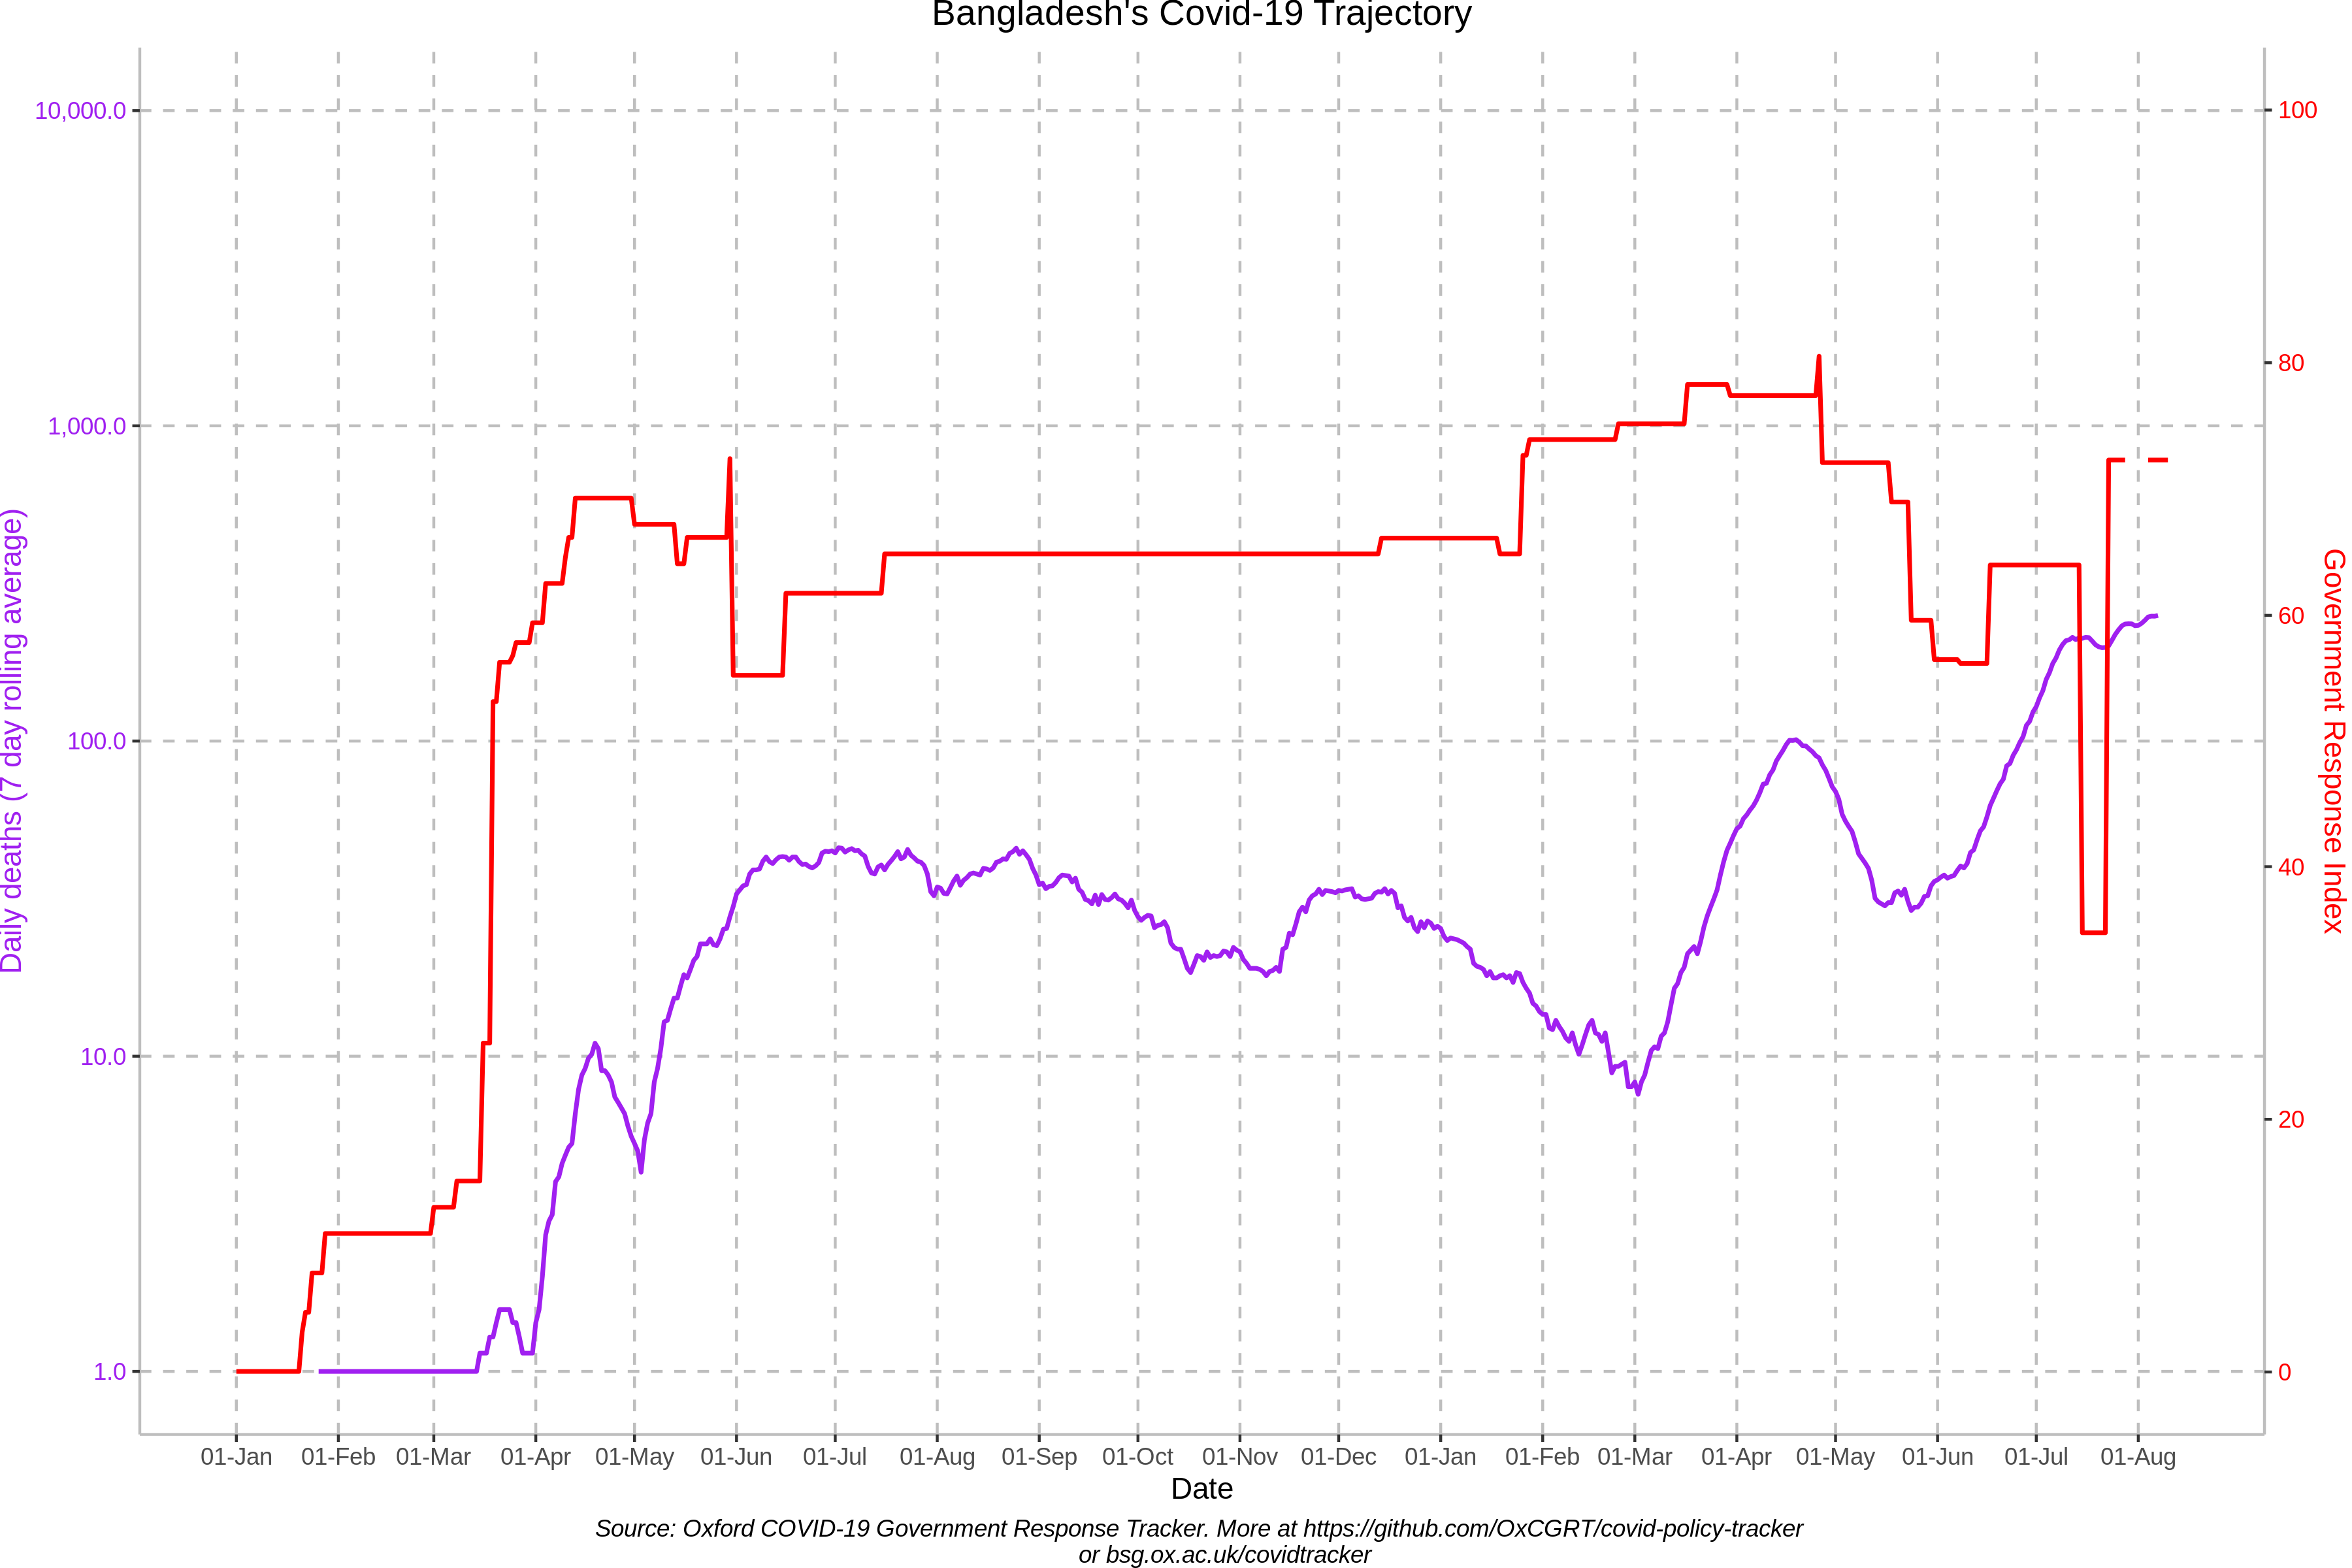 Bangladesh's Covid-19 Trajectory
10,000.0
1,000.0
100.0
10.0
1.0
Daily deaths (7 day rolling average)
100
80
60
40
20
0
Government Response Index
01-Jan 01-Feb 01-Mar 01-Apr 01-May 01-Jun 01-Jul 01-Aug 01-Sep 01-Oct 01-Nov 01-Dec 01-Jan 01-Feb 01-Mar 01-Apr 01-May 01-Jun 01-Jul 01-Aug
Date
Source: Oxford COVID-19 Government Response Tracker. More at https://github.com/OxCGRT/covid-policy-tracker
or bsg.ox.ac.uk/covidtracker